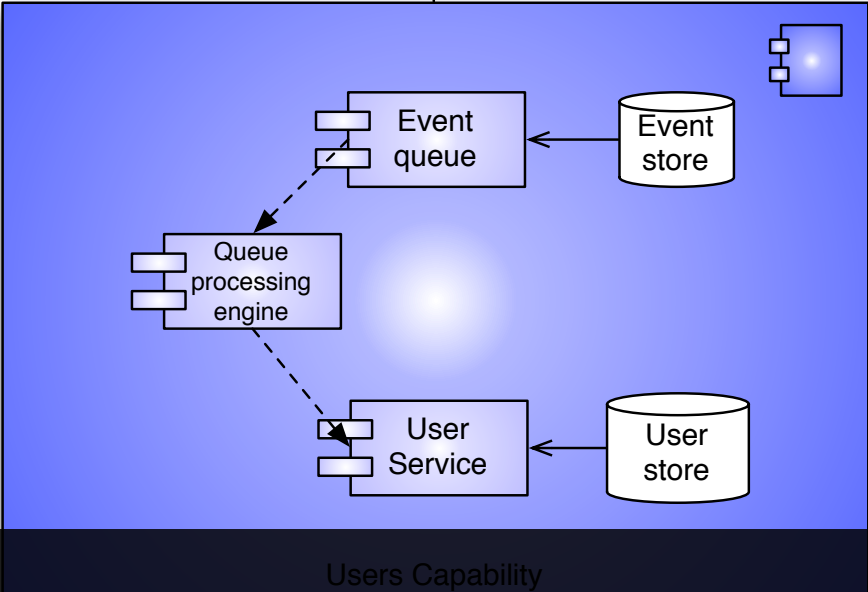 Event
queue
Event
store
Queue
processing
engine
User
Service
User
store
Users Capability